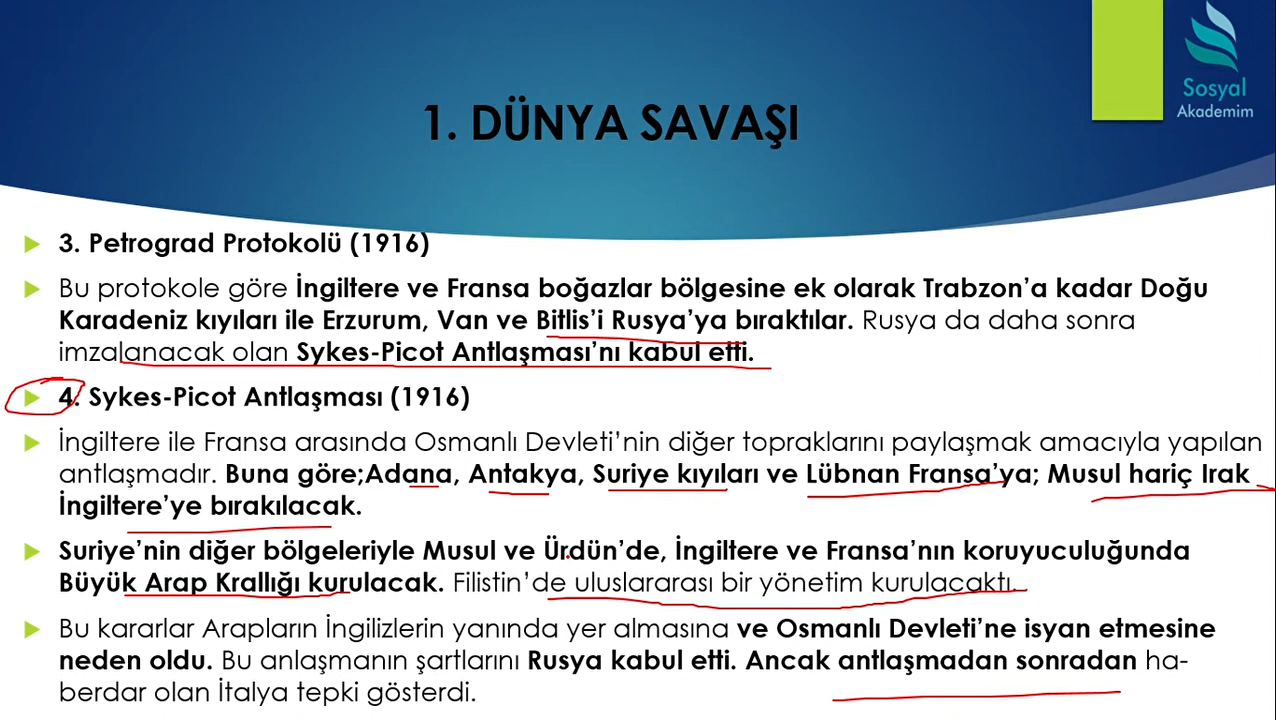 Sosyal
Akademim
1. DÜNYA SAVAŞI
3. Petrograd Protokolü (1916)
Bu protokole göre İngiltere ve Fransa boğazlar bölgesine ek olarak Trabzon'a kadar Doğu
Karadeniz kıyıları ile Erzurum, Van ve Bitlis'i Rusya'ya bıraktılar. Rusya da daha sonra
imzalanacak olan Sykes-Picot Antlaşması'nı kabul etti.
4. Sykes-Picot Antlaşması (1916)
İngiltere ile Fransa arasında Osmanlı Devleti'nin diğer topraklarını paylaşmak amacıyla yapılan
antlaşmadır. Buna göre;Adana, Antakya, Suriye kıyıları ve Lübnan Fransa'ya; Musul hariç Irak
İngiltere'ye bırakılacak.
Suriye'nin diğer bölgeleriyle Musul ve Ürdün'de, İngiltere ve Fransa'nın koruyuculuğunda
Büyük Arap Krallığı kurulacak. Filistin'de uluslararası bir yönetim kurulacaktı.
Bu kararlar Arapların İngilizlerin yanında yer almasına ve Osmanlı Devleti'ne isyan etmesine
neden oldu. Bu anlaşmanın şartlarını Rusya kabul etti. Ancak antlaşmadan sonradan ha-
berdar olan İtalya tepki gösterdi.